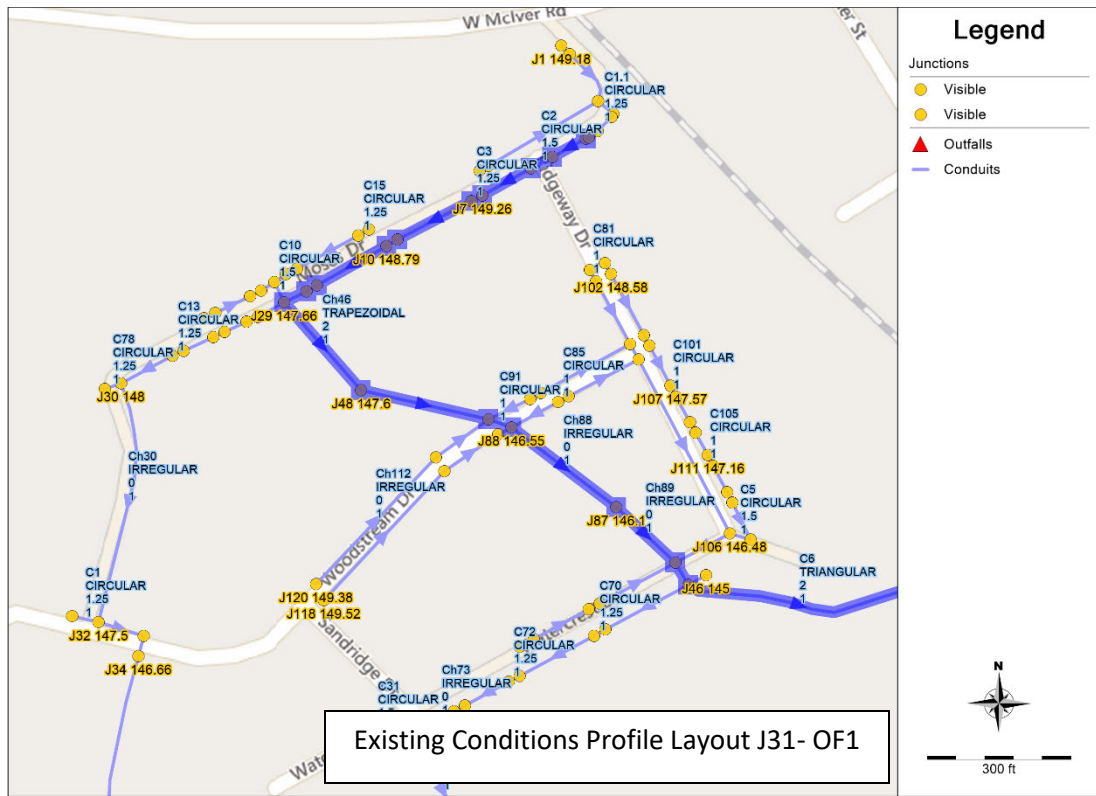 W McIver Rd
J1 149.18
C1.1
CIRCULAR
1.25
1
C2
CIRCULAR
1.5
1
C3
CIRCULAR
1.25
1
dgeway Dr
C15
CIRCULAR
1.25
1
J7 149.26
C81
CIRCULAR
1
1
C10
CIRCULAR
1.5
1
Moses Dr
J10 148.79
J102 148.58
Ch46
TRAPEZOIDAL
2
1
C13
CIRCULAR
1.25
1
J29 147.66
C78
CIRCULAR
1.25
1
C85
CIRCULAR
1
1
C101
CIRCULAR
1
1
C91
CIRCULAR
1
1
J30 148
J48 147.6
J107 147.57
C105
CIRCULAR
1
1
Ch88
IRREGULAR
0
1
J88 146.55
Ch30
IRREGULAR
0
1
Ch112
IRREGULAR
0
1
J111 147.16
C5
CIRCULAR
1.5
1
Ch89
IRREGULAR
0
1
J87 146.1
J106 146.48
Woodstream Dr
C6
TRIANGULAR
2
1
C1
CIRCULAR
1.25
1
J120 149.38
J118 149.52
J46 145
C70
CIRCULAR
1.25
1
J32 147.5
J34 146.66
Sandridge
C72
CIRCULAR
1.25
1
tercres
Ch73
IRREGULAR
0
1
C31
CIRCULAR
Existing Conditions Profile Layout J31- OF1
Legend
Junctions
Visible
Visible
Outfalls
Conduits
N
300 ft